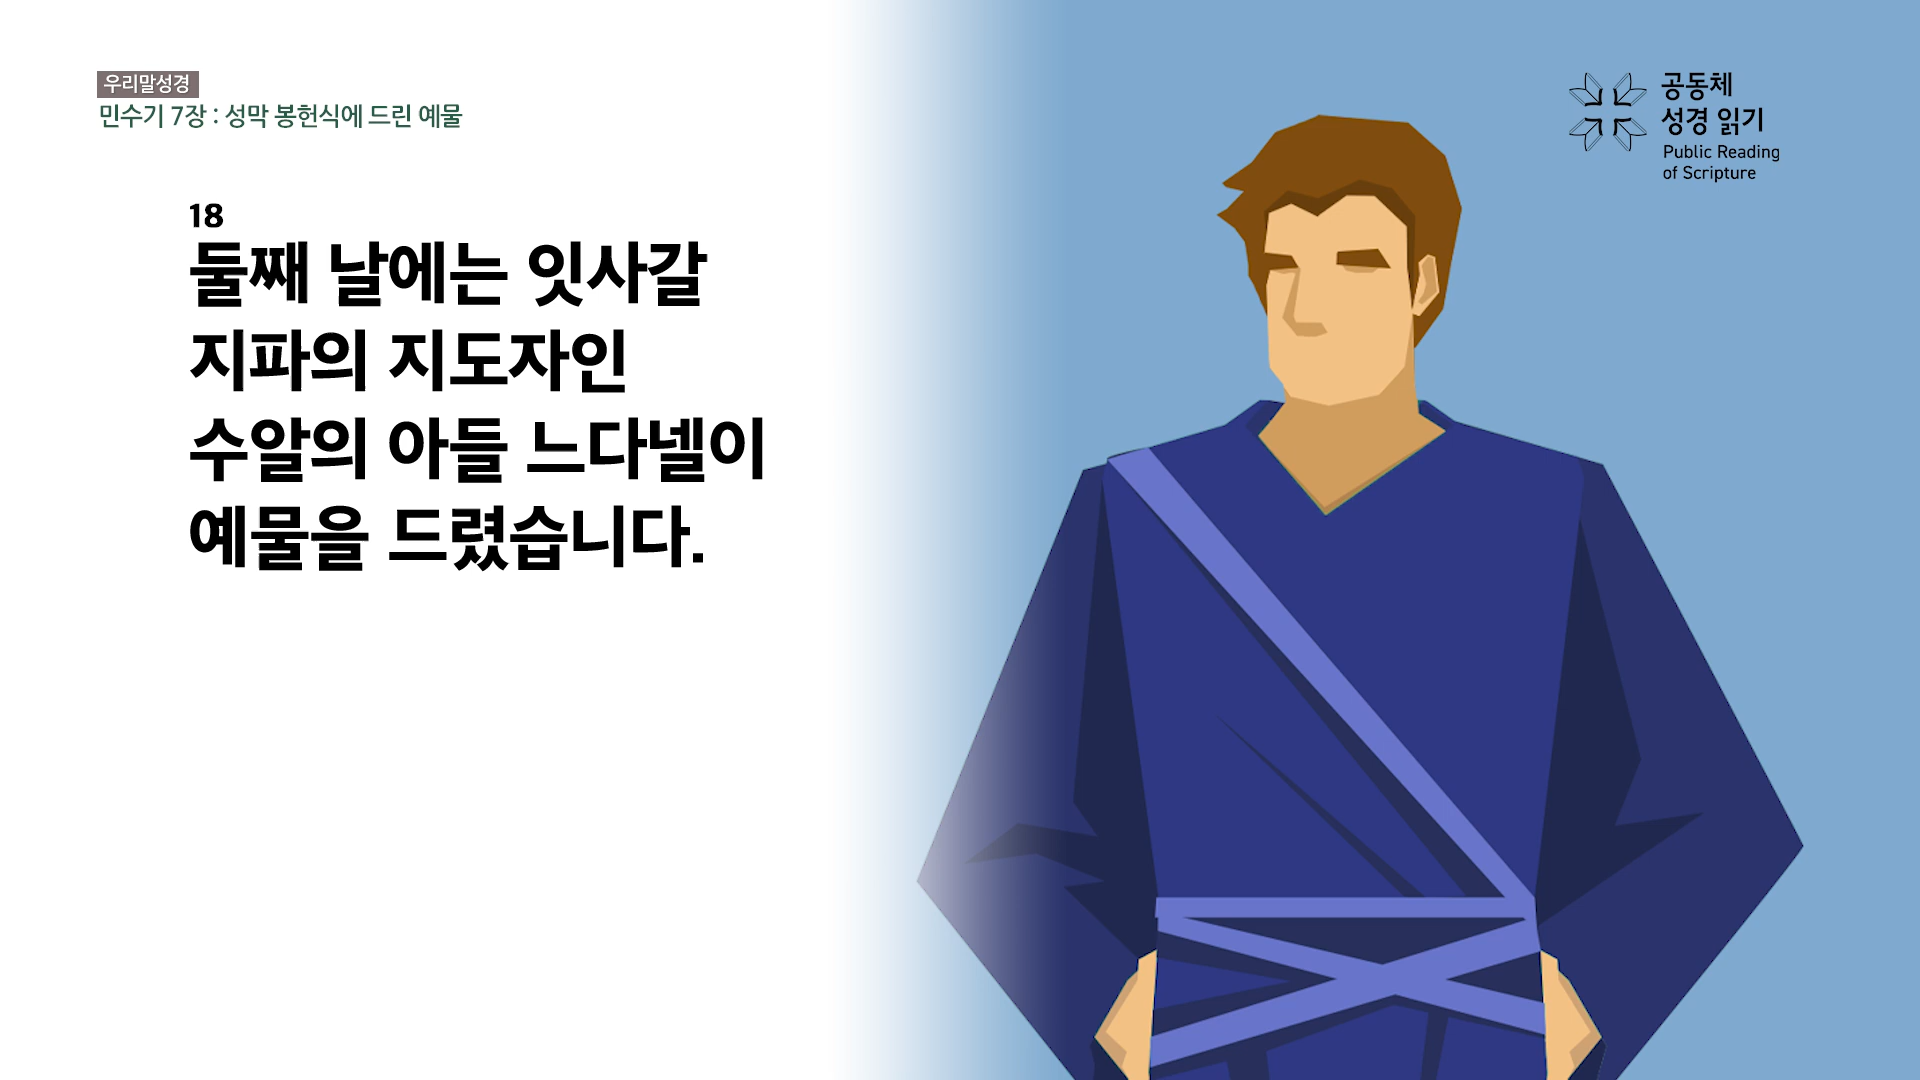 우리말성경
민수기 7장 : 성막 봉헌식에 드린 예물
18
둘째 날에는 잇사갈
지파의 지도자인
수알의 아들 느다넬이
예물을 드렸습니다.
공동체
성경 읽기
Public Reading
of Scripture